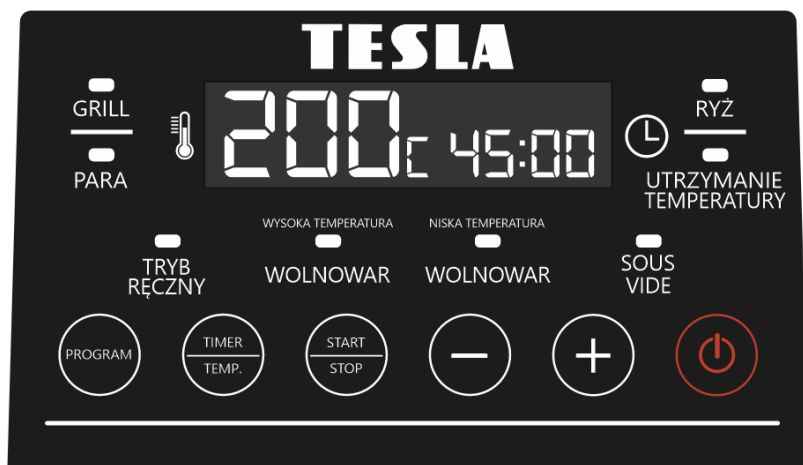 TESLA
GRILL
PARA
200C 45:00
RYŻ
UTRZYMANIE
TEMPERATURY
WYSOKA TEMPERATURA
WOLNOWAR
NISKA TEMPERATURA
WOLNOWAR
TRYB
RĘCZNY
SOUS
VIDE
PROGRAM
TIMER
TEMP.
START
STOP